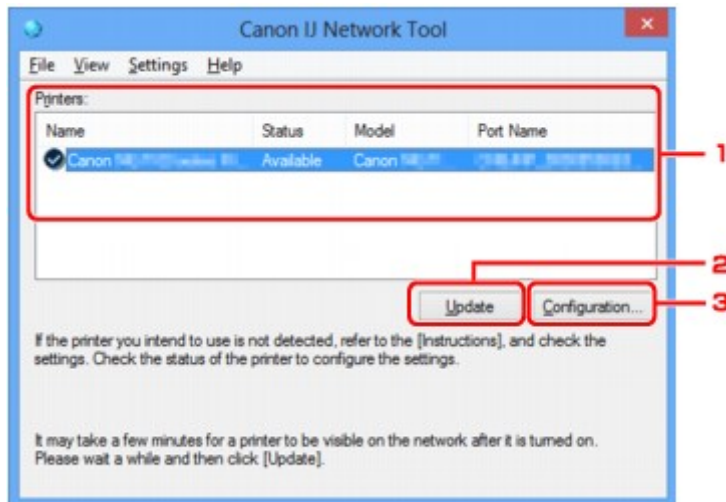 Canon IJ Network Tool
File View Settings Help
Printers:
Name Status Model Port Name
Canon Available Canon
1
2
Update Configuration...
3
If the printer you intend to use is not detected, refer to the [Instructions], and check the
settings. Check the status of the printer to configure the settings.
It may take a few minutes for a printer to be visible on the network after it is turned on.
Please wait a while and then click [Update].